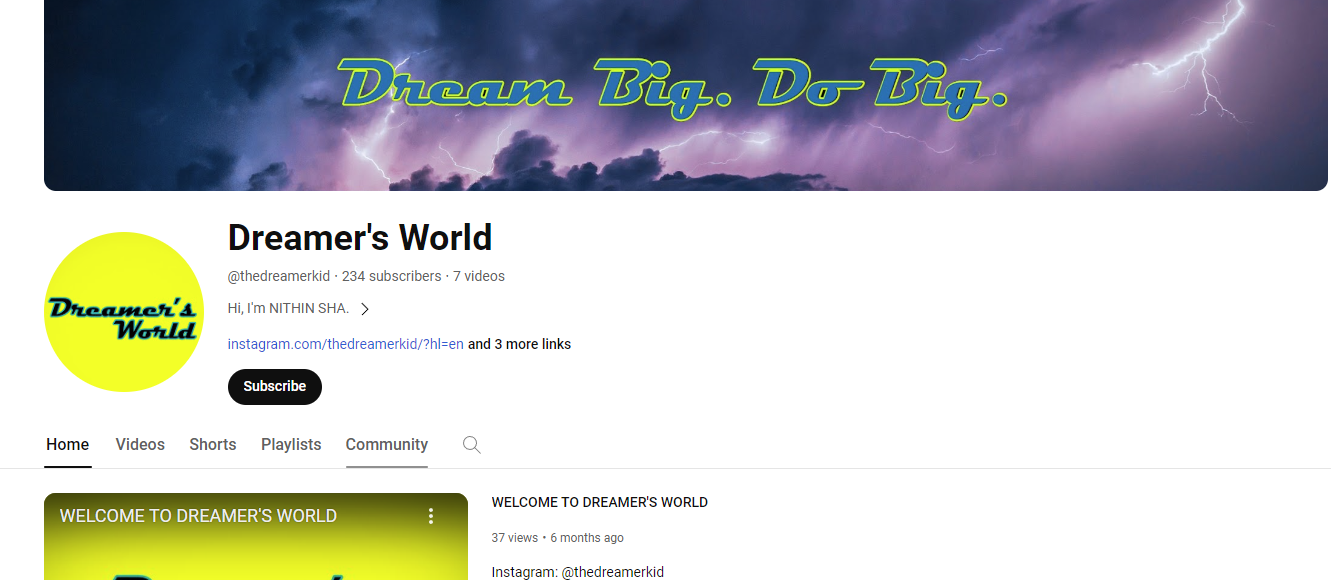 Dream Big. Do Big.
Dreamer's World
@thedreamerkid · 234 subscribers · 7 videos
Hi, I'm NITHIN SHA.
instagram.com/thedreamerkid/?hl=en and 3 more links
Subscribe
Dreamer's
World
Home Videos Shorts Playlists Community
WELCOME TO DREAMER'S WORLD
WELCOME TO DREAMER'S WORLD
37 views • 6 months ago
Instagram: @thedreamerkid